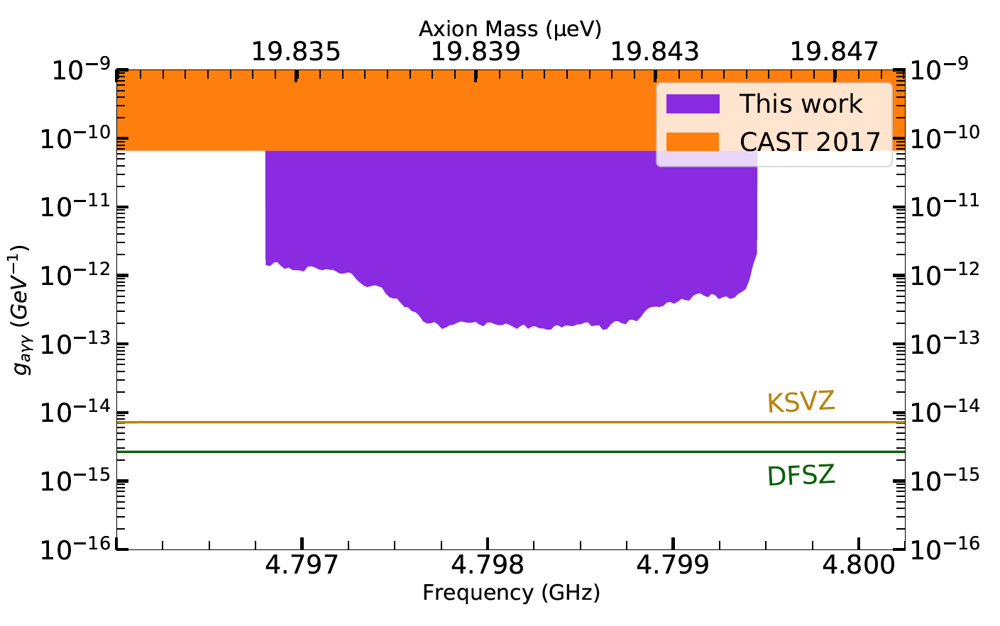 Axion Mass (μeV)
19.835 19.839 19.843 19.847
10⁻⁹ 10⁻⁹
This work
10⁻¹⁰ CAST 2017 10⁻¹⁰
10⁻¹¹ 10⁻¹¹
10⁻¹² 10⁻¹²
g_{aγγ} (GeV⁻¹)
10⁻¹³ 10⁻¹³
KSVZ
10⁻¹⁴ 10⁻¹⁴
DFSZ
10⁻¹⁵ 10⁻¹⁵
10⁻¹⁶ 10⁻¹⁶
4.797 4.798 4.799 4.800
Frequency (GHz)